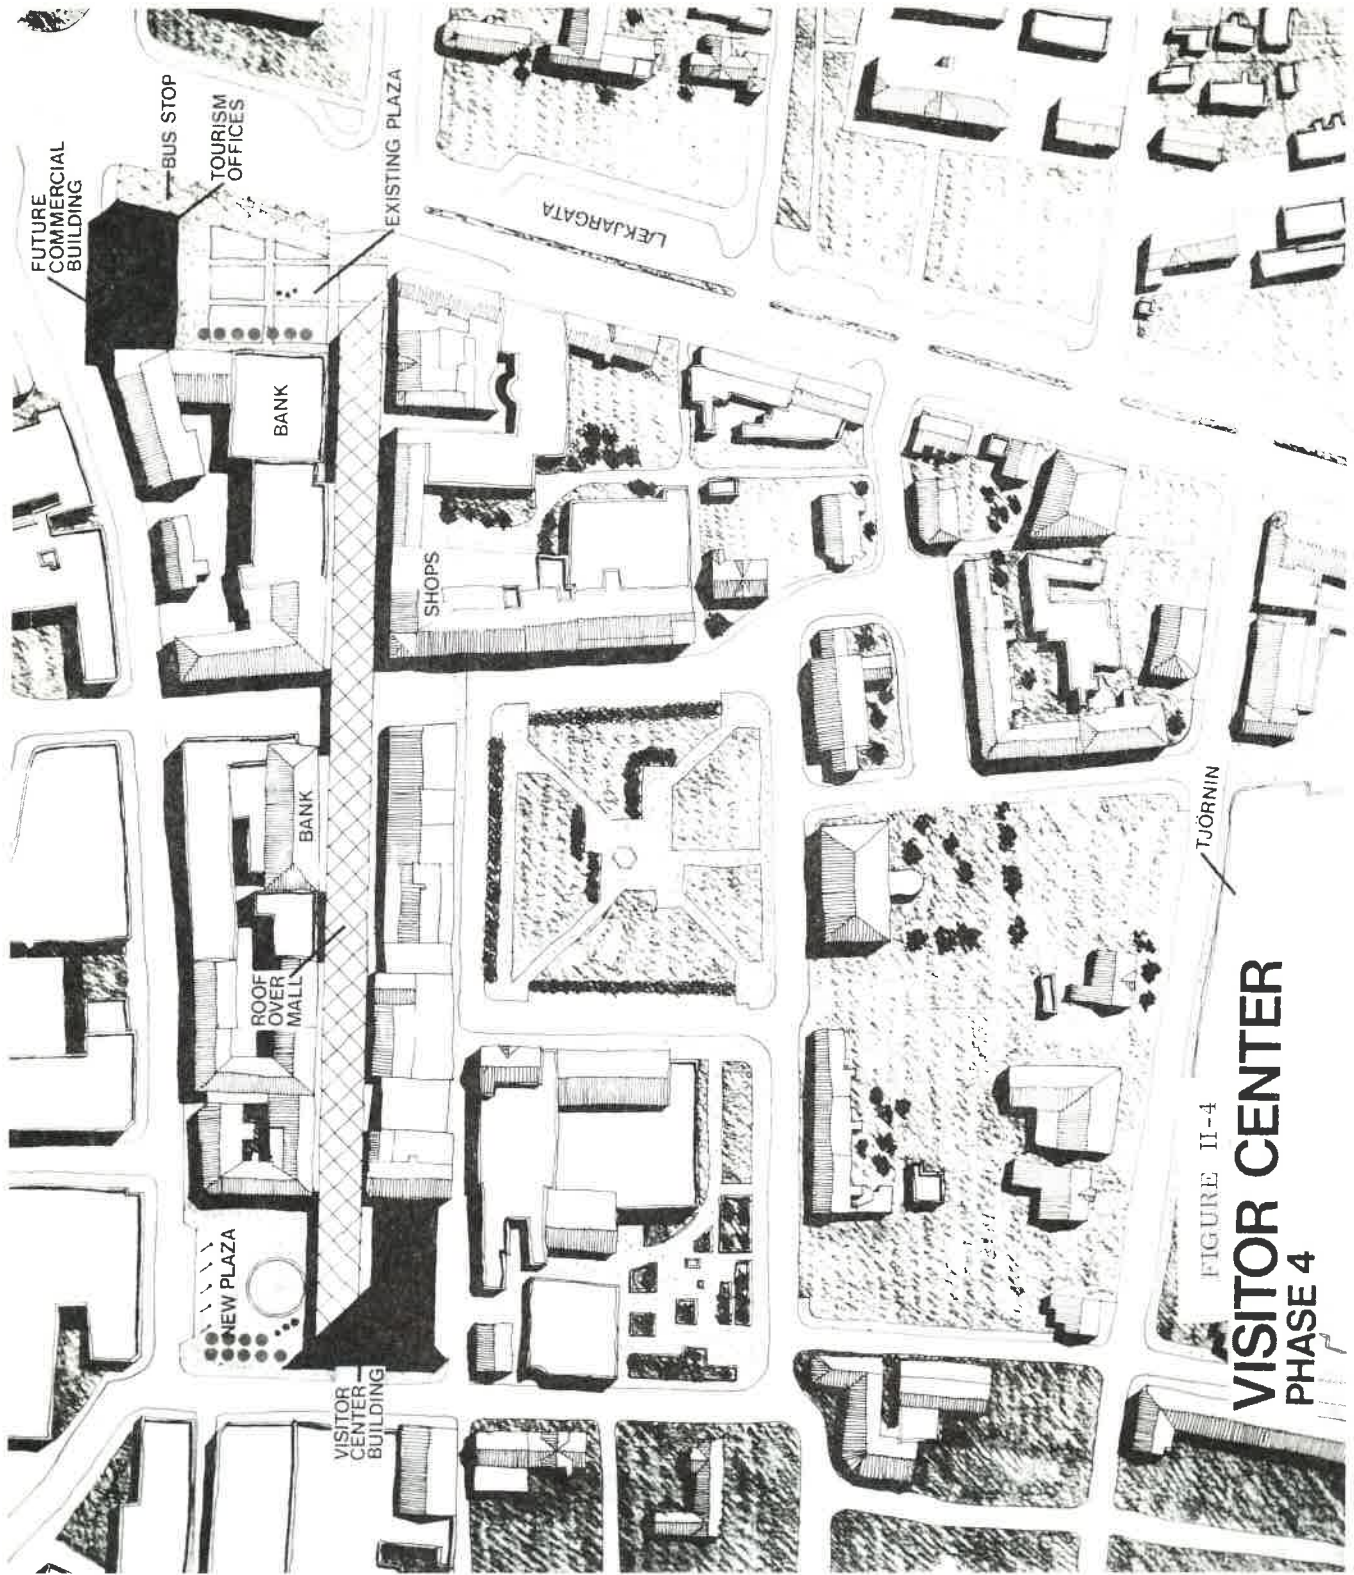 FUTURE
COMMERCIAL
BUILDING
BUS STOP
TOURISM
OFFICES
EXISTING PLAZA
LÆKJARGATA
BANK
SHOPS
BANK
ROOF
OVER
MALL
NEW PLAZA
VISITOR
CENTER
BUILDING
TJÖRNIN
FIGURE II-4
VISITOR CENTER
PHASE 4